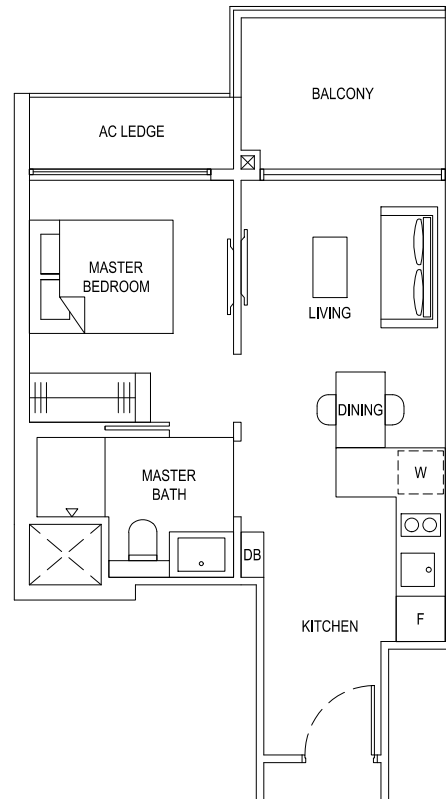 BALCONY
AC LEDGE
MASTER
BEDROOM
LIVING
DINING
MASTER
BATH
W
DB
F
KITCHEN